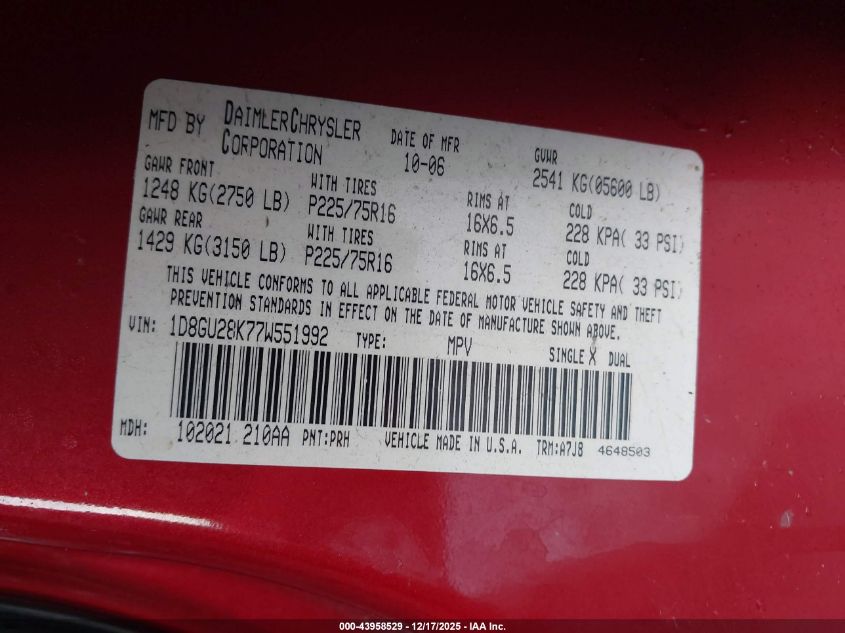 MFD BY DAIMLERCHRYSLER CORPORATION DATE OF MFR 10-06 GVWR 2541 KG(05600 LB)
GAWR FRONT WITH TIRES RIMS AT COLD
1248 KG(2750 LB) P225/75R16 16X6.5 228 KPA( 33 PSI)
GAWR REAR WITH TIRES RIMS AT COLD
1429 KG(3150 LB) P225/75R16 16X6.5 228 KPA( 33 PSI)
THIS VEHICLE CONFORMS TO ALL APPLICABLE FEDERAL MOTOR VEHICLE SAFETY AND THEFT
PREVENTION STANDARDS IN EFFECT ON THE DATE OF MANUFACTURE SHOWN ABOVE.
VIN: 1D8GU28K77W551992 TYPE: MPV SINGLE X DUAL
MDH: 102021 210AA PNT:PRH VEHICLE MADE IN U.S.A. TRM:A7J8 4648503
000-43958529 - 12/17/2025 - IAA Inc.